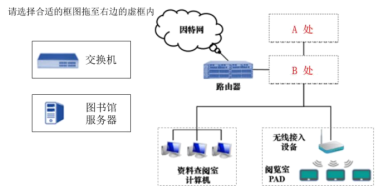 请选择合适的框图拖至右边的虚框内
交换机
图书馆
服务器
因特网
路由器
A 处
B 处
资料查阅室
计算机
无线接入
设备
阅览室
PAD